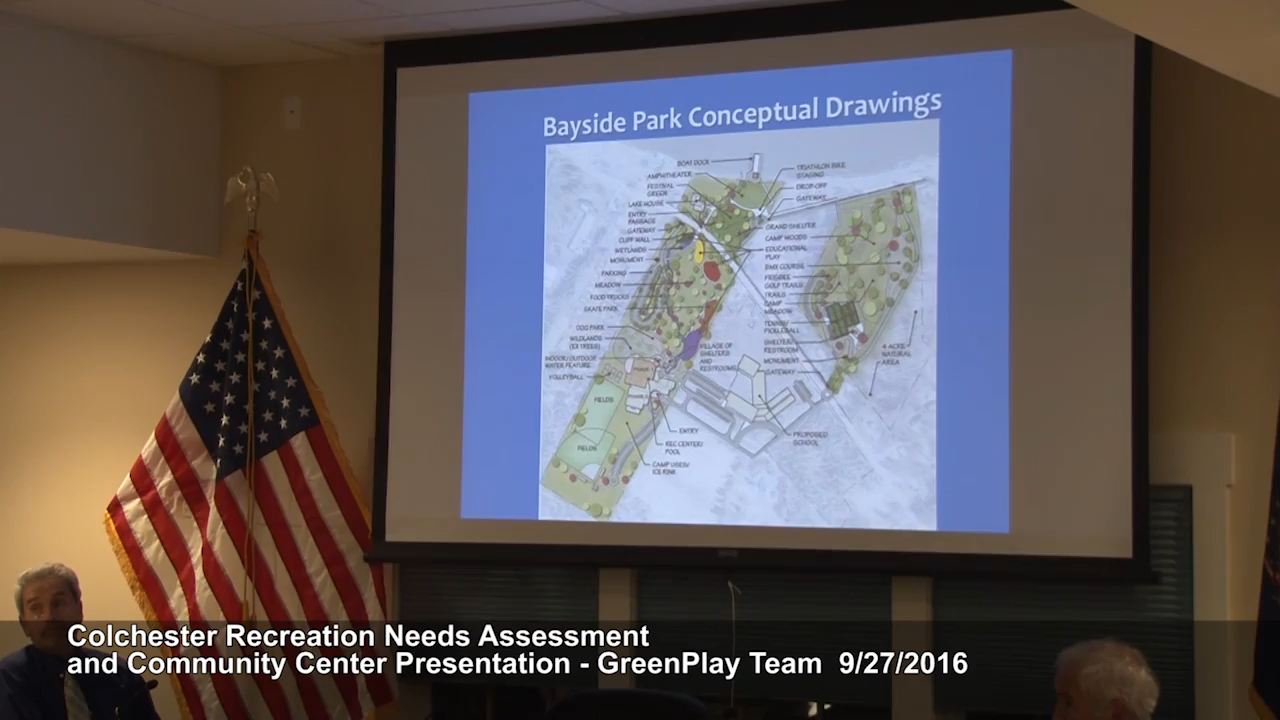 Bayside Park Conceptual Drawings
BOAT DOCK
AMPHITHEATER
FESTIVAL
GREEN
LAKE HOUSE
ENTRY
PASSAGE
GATEWAY
CLIFF WALL
WETLANDS
MONUMENT
PARKING
MEADOW
FOOD TRUCKS
SKATE PARK
DOG PARK
WILDLANDS
(EX TREES)
INDOOR/OUTDOOR
WATER FEATURE
VOLLEYBALL
FIELDS
FIELDS
TRIATHLON BIKE
STAGING
DROP-OFF
GATEWAY
GRAND SHELTER
CAMP WOODS
EDUCATIONAL
PLAY
BMX COURSE
FRISBEE
GOLF TRAILS
TRAILS
CAMP
MEADOW
TENNIS/
PICKLEBALL
SHELTER/
RESTROOM
MONUMENT
GATEWAY
4 ACRE
NATURAL
AREA
VILLAGE OF
SHELTERS
AND
RESTROOMS
ENTRY
REC CENTER/
POOL
CAMP USES/
ICE RINK
PROPOSED
SCHOOL
Colchester Recreation Needs Assessment
and Community Center Presentation - GreenPlay Team 9/27/2016